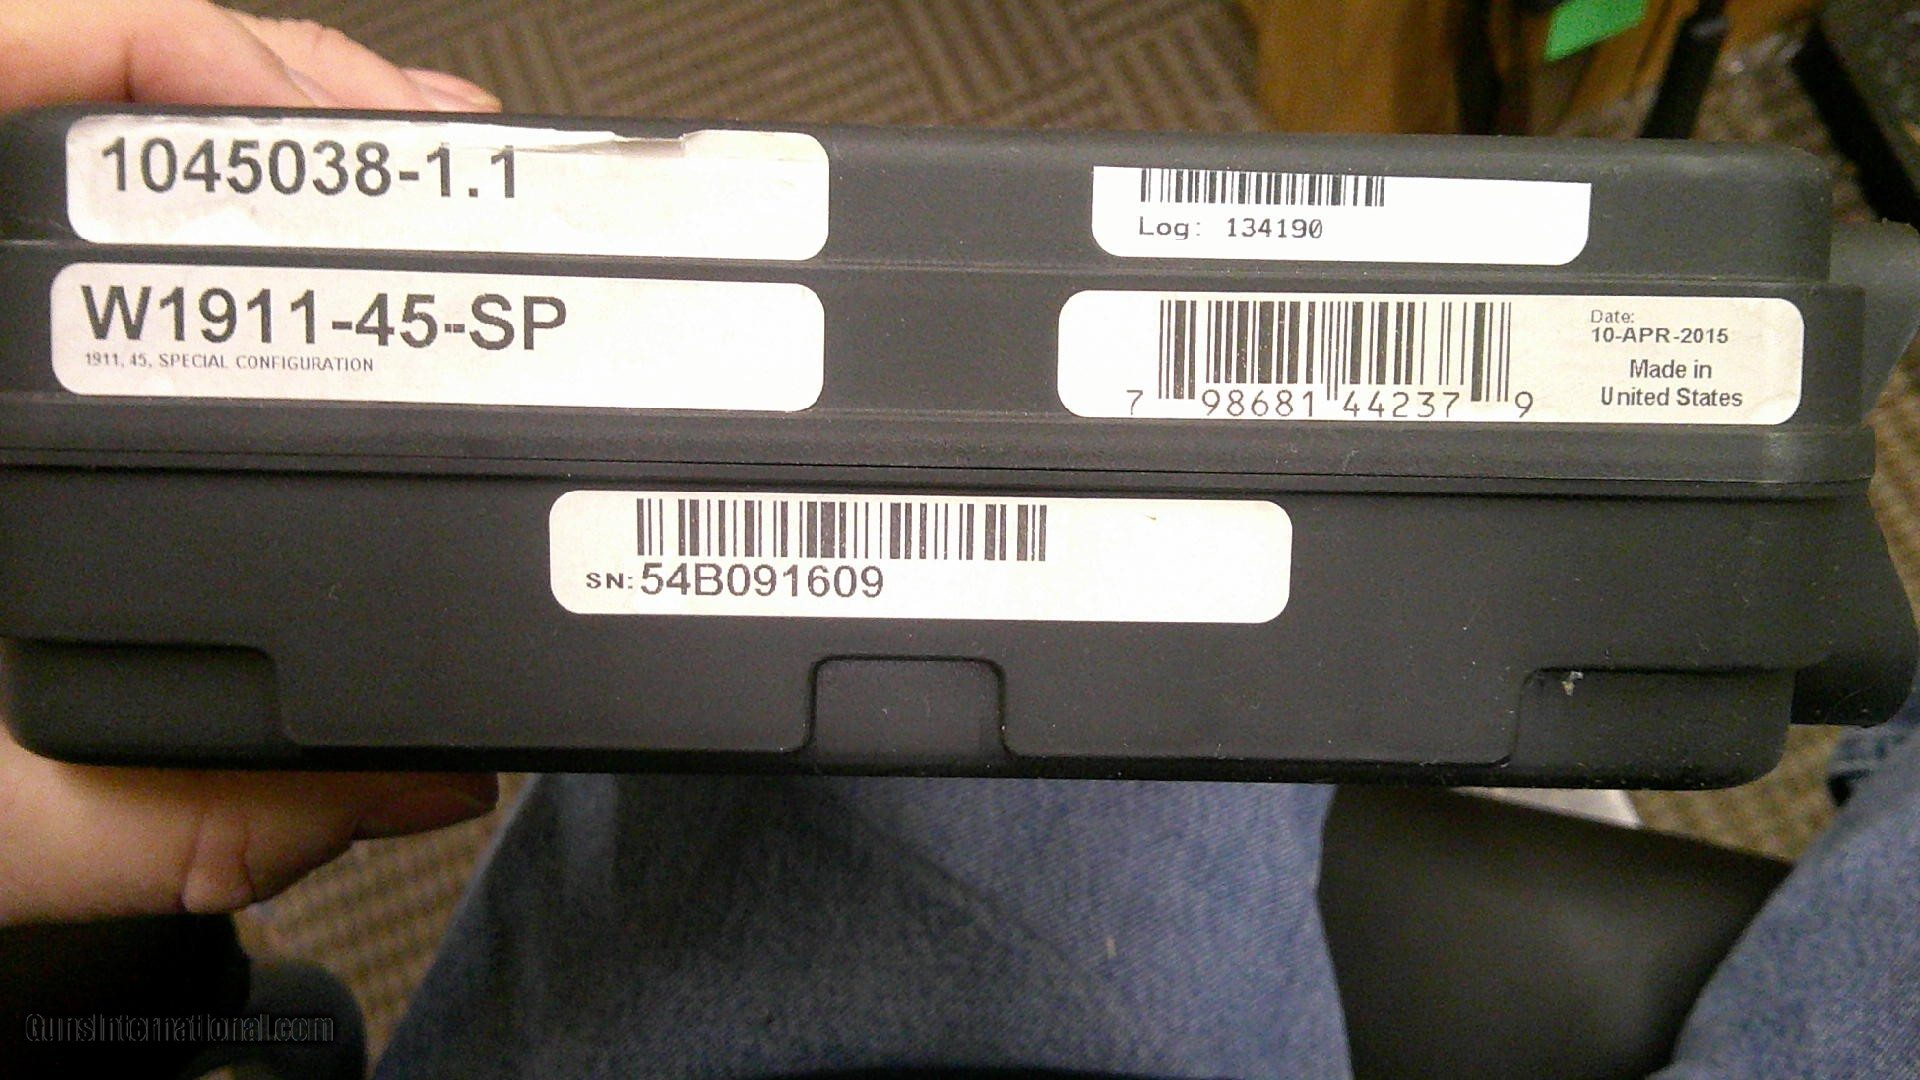 1045038-1.1
Log: 134190
W1911-45-SP
1911, 45, SPECIAL CONFIGURATION
7 98681 44237 9
Date:
10-APR-2015
Made in
United States
SN: 54B091609
GunsInternational.com